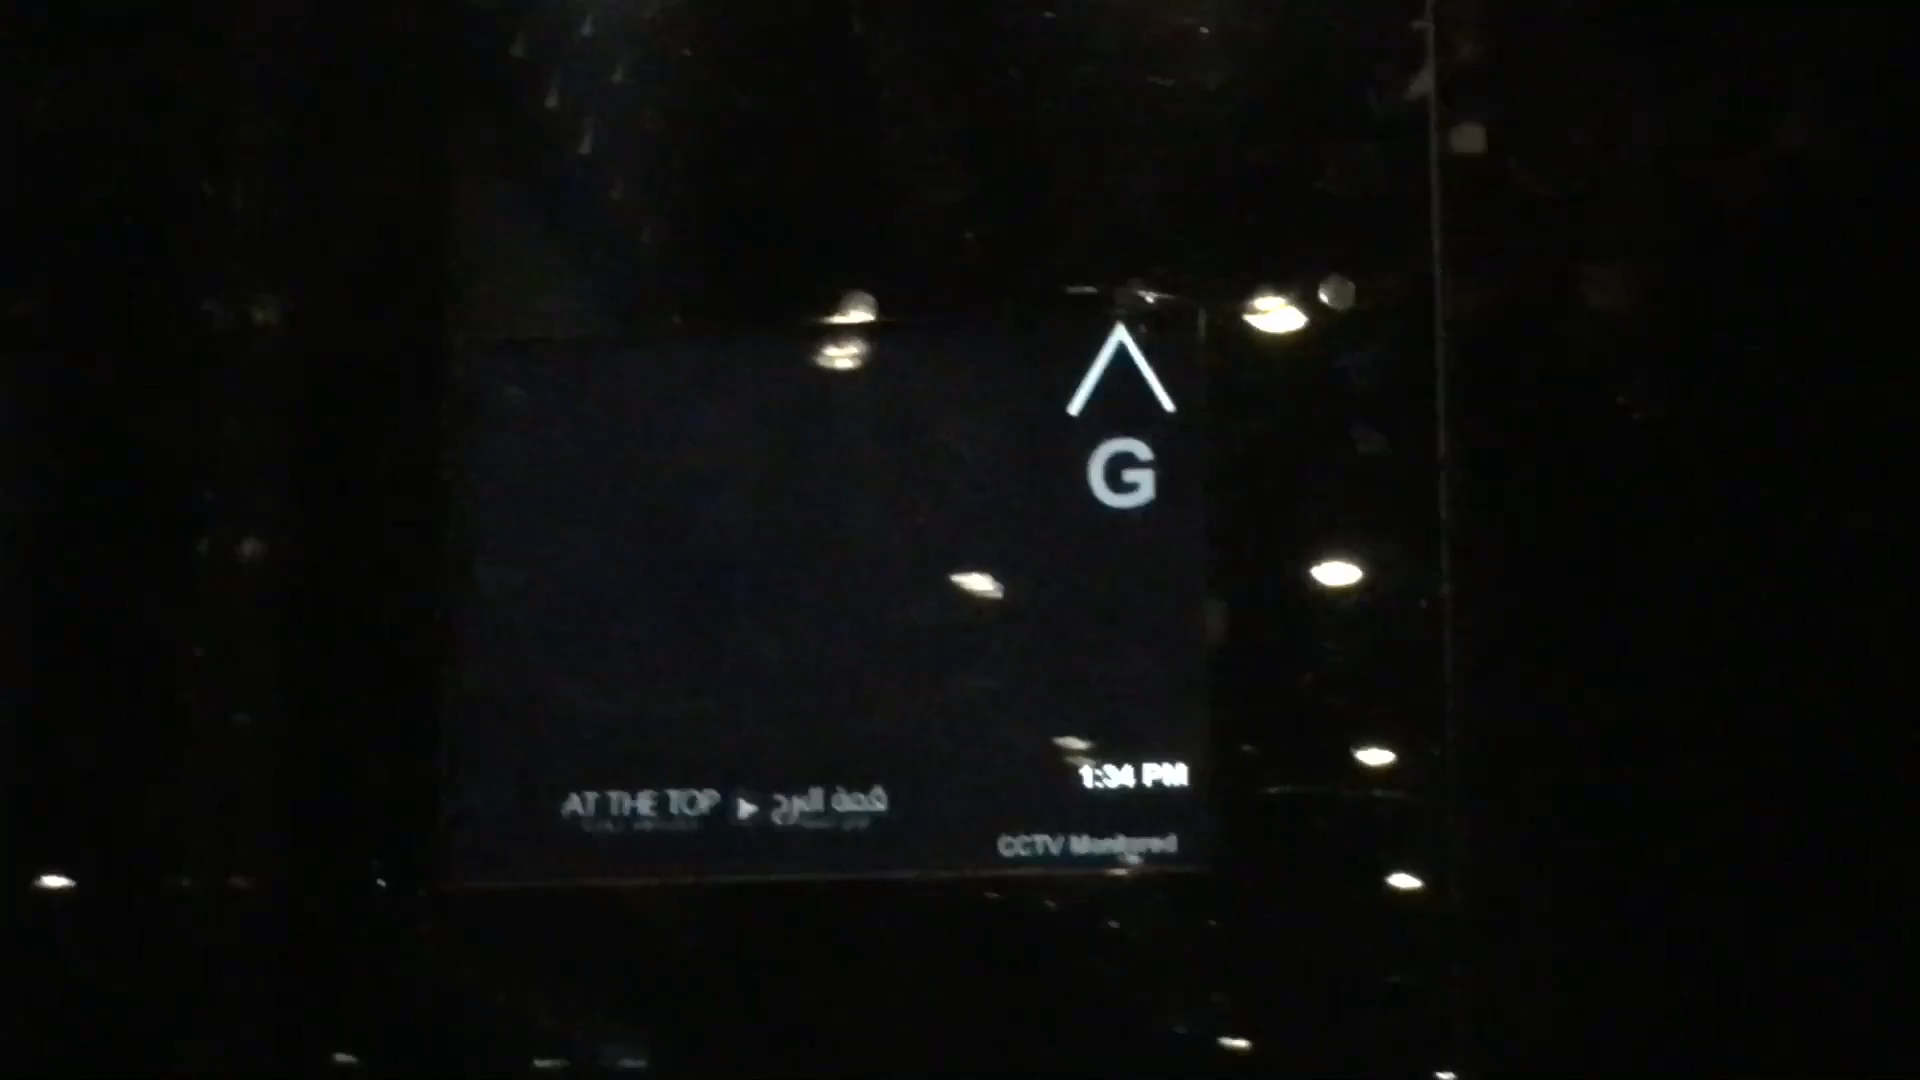 G
1:34 PM
AT THE TOP قمة البرج
CCTV Monitored